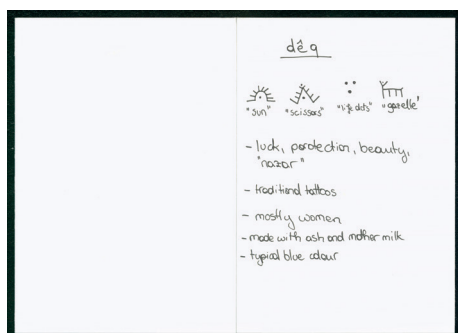 dêq
"sun" "scissors" "life dots" "gazelle"
- luck, porotection, beauty,
"nazar"
- traditional tattoos
- mostly women
- made with ash and mother milk
- typical blue colour